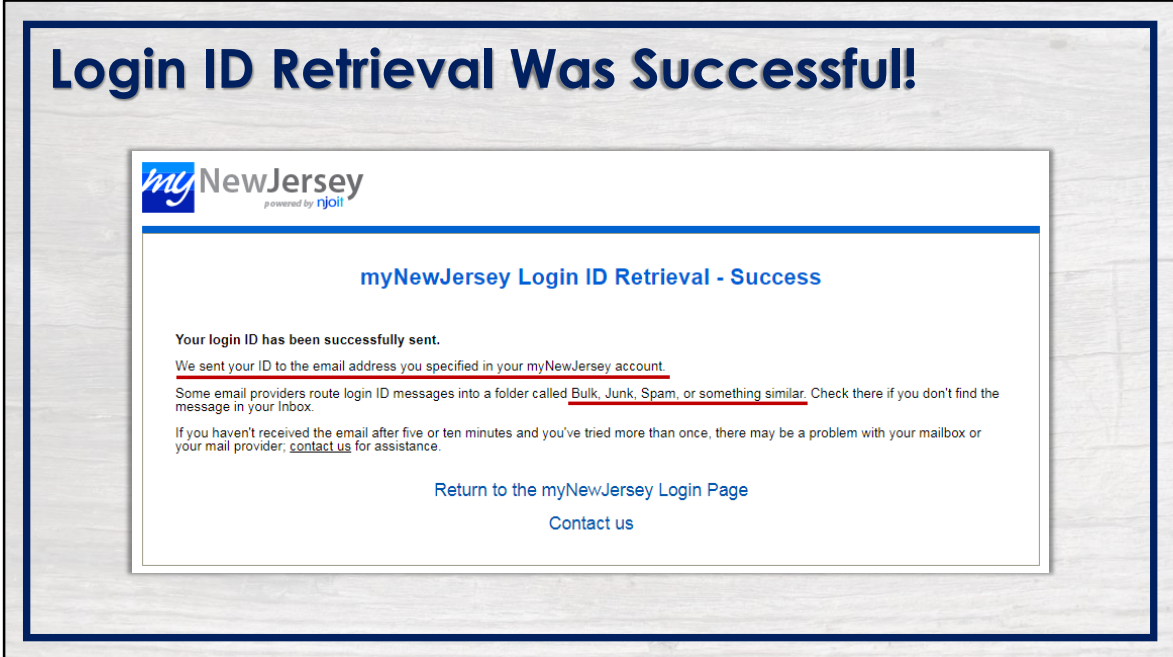 Login ID Retrieval Was Successful!
my NewJersey
powered by njoit
myNewJersey Login ID Retrieval - Success
Your login ID has been successfully sent.
We sent your ID to the email address you specified in your myNewJersey account.
Some email providers route login ID messages into a folder called Bulk, Junk, Spam, or something similar. Check there if you don't find the
message in your Inbox.
If you haven't received the email after five or ten minutes and you've tried more than once, there may be a problem with your mailbox or
your mail provider; contact us for assistance.
Return to the myNewJersey Login Page
Contact us